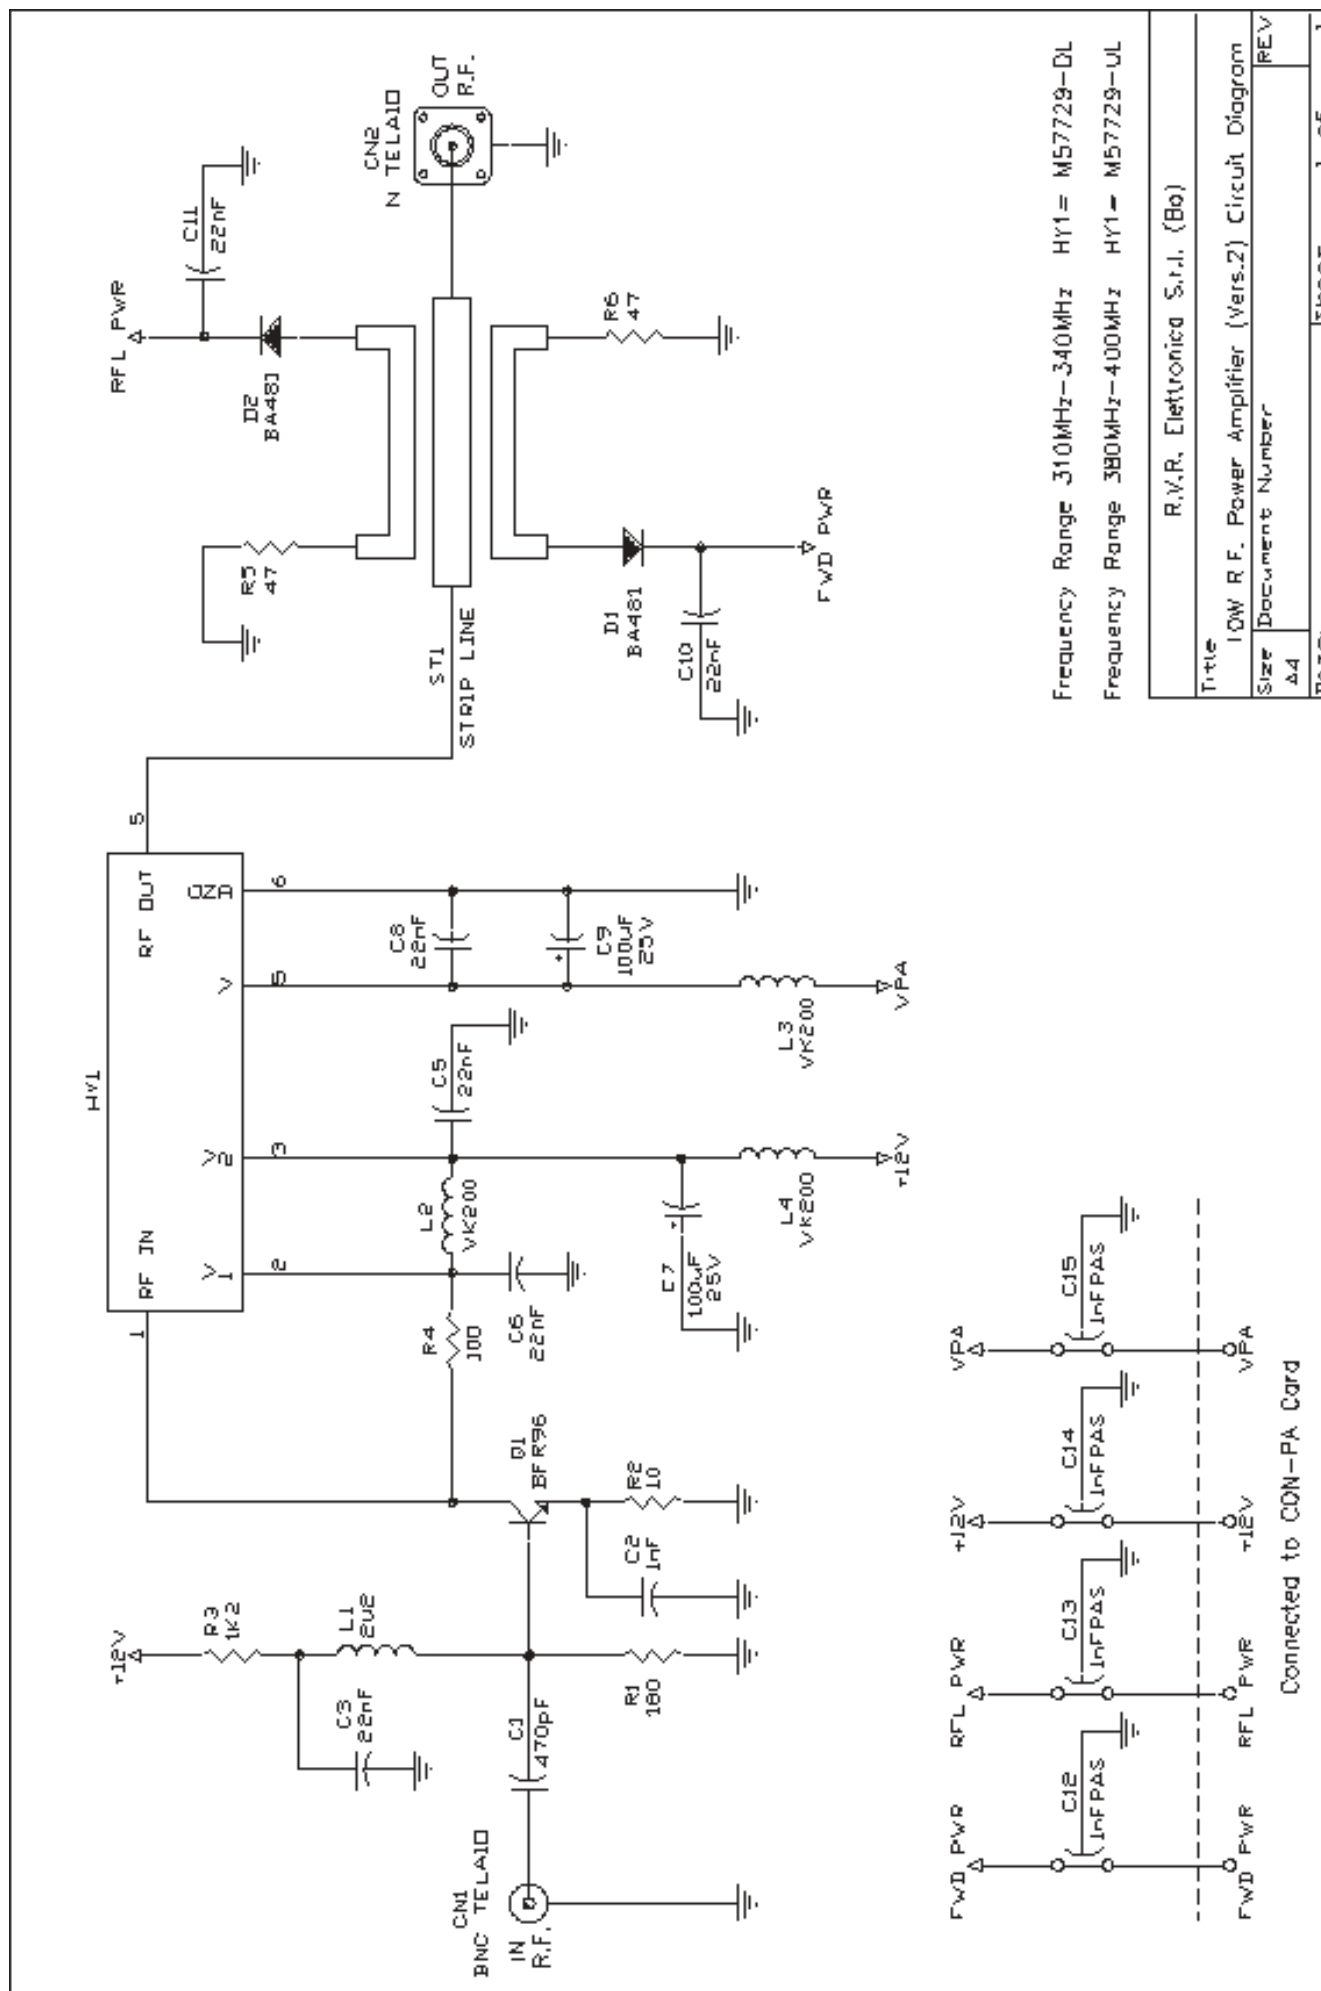 CN1
BNC TELAIO
IN
R.F.
C1
470pF
C3
22nF
+12V
R3
1K2
L1
2u2
R1
180
C2
1nF
R2
10
Q1
BFR96
R4
100
C6
22nF
L2
VK200
C7
100uF
25V
+
L4
VK200
+12V
C5
22nF
HY1
1
RF IN
V1
2
V2
3
V
5
RF OUT
5
OZA
6
C8
22nF
+
C9
100uF
25V
L3
VK200
VPA
ST1
STRIP LINE
R5
47
D2
BA481
RFL PWR
C11
22nF
D1
BA481
C10
22nF
FWD PWR
R6
47
CN2
N TELAIO
OUT
R.F.
FWD PWR
RFL PWR
+12V
VPA
C12
1nFPAS
C13
1nFPAS
C14
1nFPAS
C15
1nFPAS
FWD PWR
RFL PWR
+12V
VPA
Connected to CON-PA Card
Frequency Range 310MHz-340MHz HY1= M57729-DL
Frequency Range 380MHz-400MHz HY1= M57729-UL
R.V.R. Elettronica S.r.l. (Bo)
Title
10W R.F. Power Amplifier (Vers.2) Circuit Diagram
Size
Document Number
REV
A4